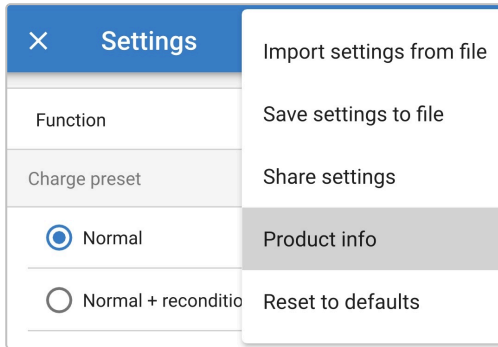 Settings
Import settings from file
Function
Save settings to file
Charge preset
Share settings
Normal
Product info
Normal + reconditio
Reset to defaults